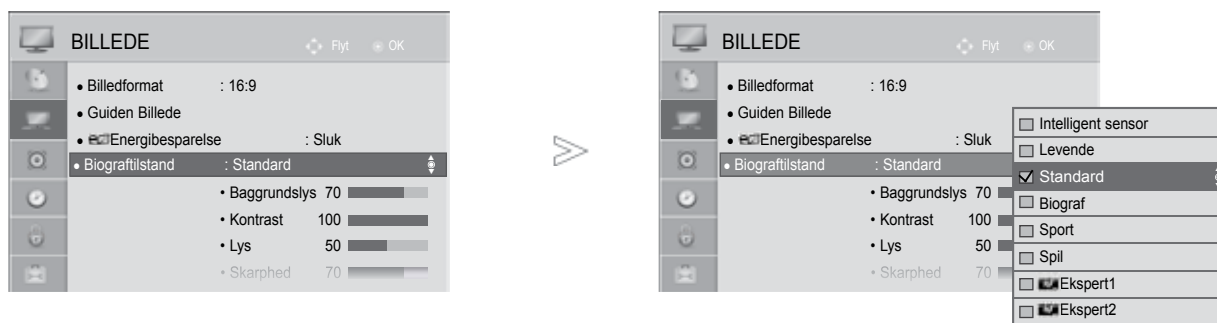 BILLEDE Flyt OK
• Billedformat : 16:9
• Guiden Billede
• Energibesparelse : Sluk
• Biograftilstand : Standard
• Baggrundslys 70
• Kontrast 100
• Lys 50
• Skarphed 70
BILLEDE Flyt OK
• Billedformat : 16:9
• Guiden Billede
• Energibesparelse : Sluk
• Biograftilstand : Standard
• Baggrundslys 70
• Kontrast 100
• Lys 50
• Skarphed 70
Intelligent sensor
Levende
Standard
Biograf
Sport
Spil
Ekspert1
Ekspert2